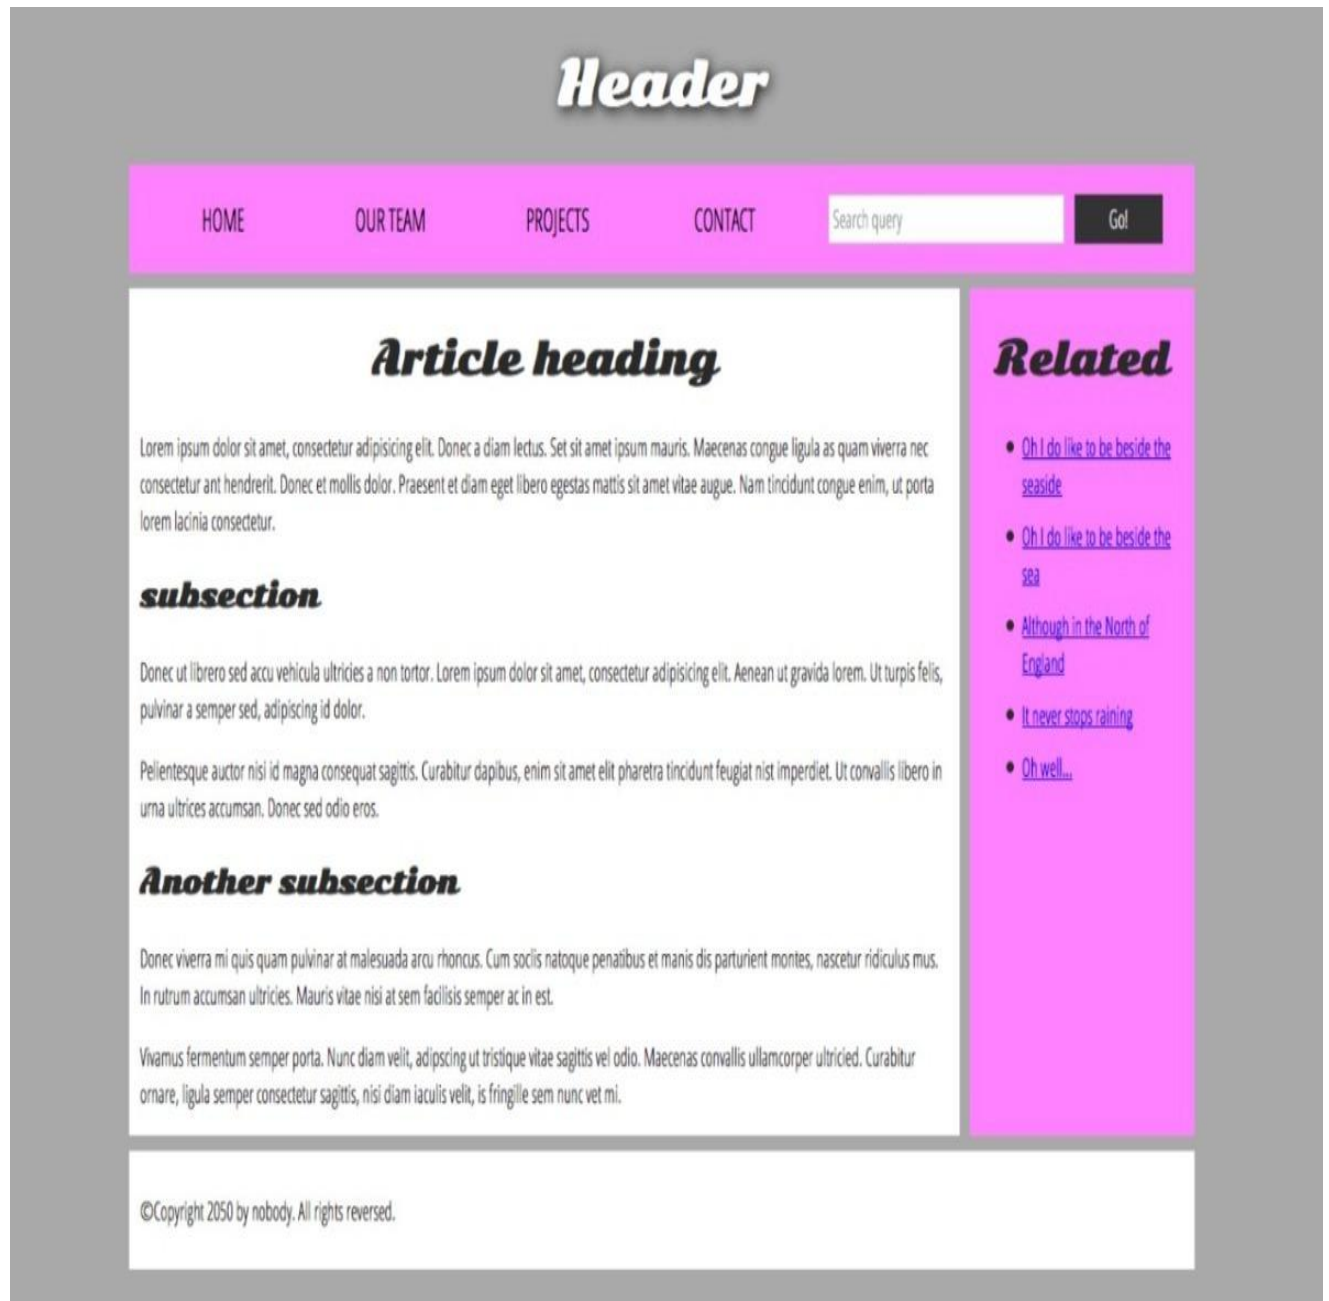 Header
HOME OUR TEAM PROJECTS CONTACT Search query Go!
Article heading
Lorem ipsum dolor sit amet, consectetur adipisicing elit. Donec a diam lectus. Set sit amet ipsum mauris. Maecenas congue ligula as quam viverra nec
consectetur ant hendrerit. Donec et mollis dolor. Praesent et diam eget libero egestas mattis sit amet vitae augue. Nam tincidunt congue enim, ut porta
lorem lacinia consectetur.
subsection
Donec ut librero sed accu vehicula ultricies a non tortor. Lorem ipsum dolor sit amet, consectetur adipisicing elit. Aenean ut gravida lorem. Ut turpis felis,
pulvinar a semper sed, adipiscing id dolor.
Pelientesque auctor nisi id magna consequat sagittis. Curabitur dapibus, enim sit amet elit pharetra tincidunt feugiat nist imperdiet. Ut convallis libero in
urna ultrices accumsan. Donec sed odio eros.
Another subsection
Donec viverra mi quis quam pulvinar at malesuada arcu rhoncus. Cum soclis natoque penatibus et manis dis parturient montes, nascetur ridiculus mus.
In rutrum accumsan ultricies. Mauris vitae nisi at sem facilisis semper ac in est.
Vivamus fermentum semper porta. Nunc diam velit, adipscing ut tristique vitae sagittis vel odio. Maecenas convallis ullamcorper ultricied. Curabitur
ornare, ligula semper consectetur sagittis, nisi diam iaculis velit, is fringille sem nunc vet mi.
Related
• Oh I do like to be beside the
seaside
• Oh I do like to be beside the
sea
• Although in the North of
England
• It never stops raining
• Oh well...
©Copyright 2050 by nobody. All rights reversed.